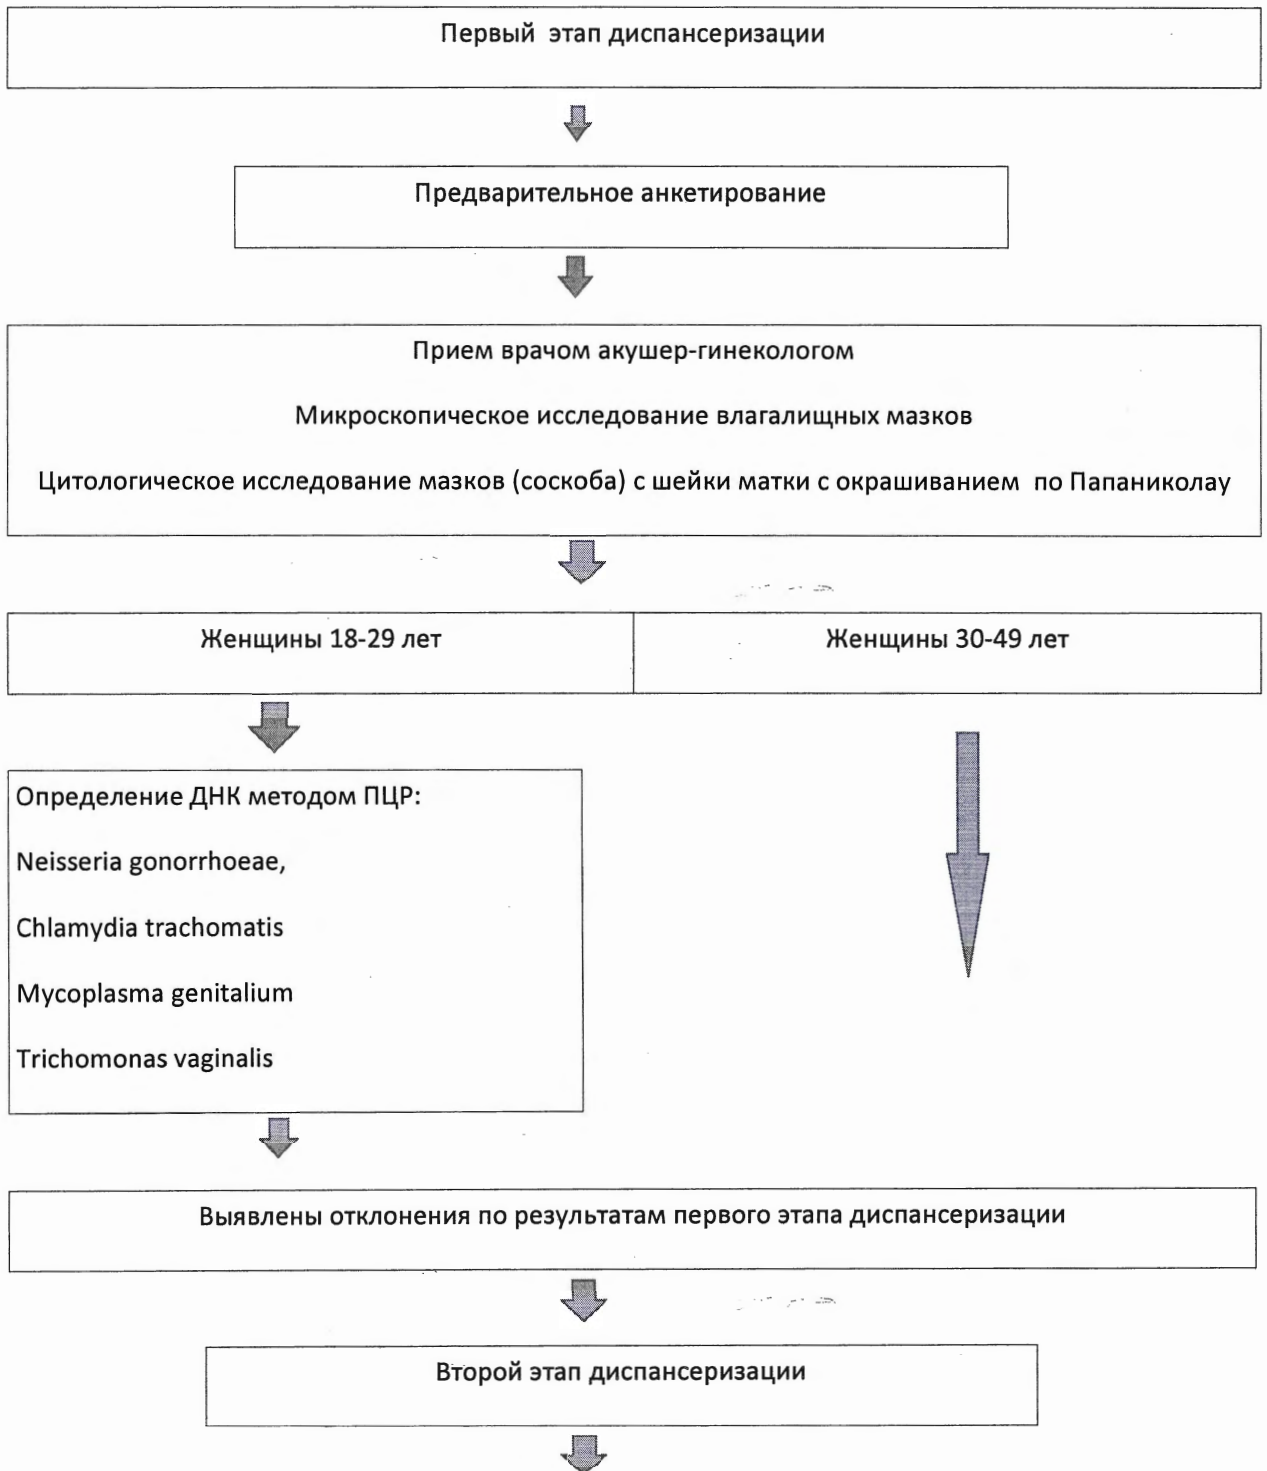 Первый этап диспансеризации
Предварительное анкетирование
Прием врачом акушер-гинекологом
Микроскопическое исследование влагалищных мазков
Цитологическое исследование мазков (соскоба) с шейки матки с окрашиванием по Папаниколау
Женщины 18-29 лет
Женщины 30-49 лет
Определение ДНК методом ПЦР:
Neisseria gonorrhoeae,
Chlamydia trachomatis
Mycoplasma genitalium
Trichomonas vaginalis
Выявлены отклонения по результатам первого этапа диспансеризации
Второй этап диспансеризации